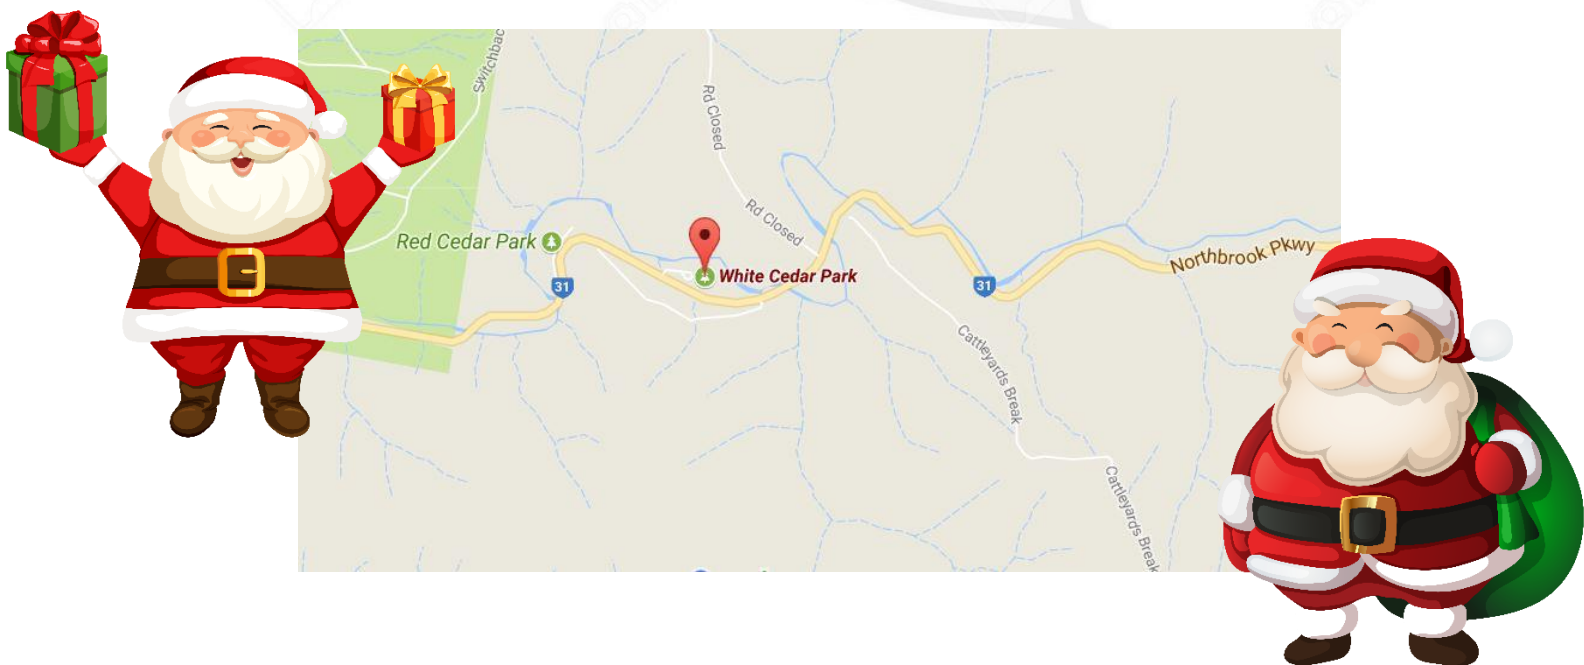 Switchbac
Rd Closed
Rd Closed
Red Cedar Park
White Cedar Park
31
31
Northbrook Pkwy
Cattleyards Break
Cattleyards Break